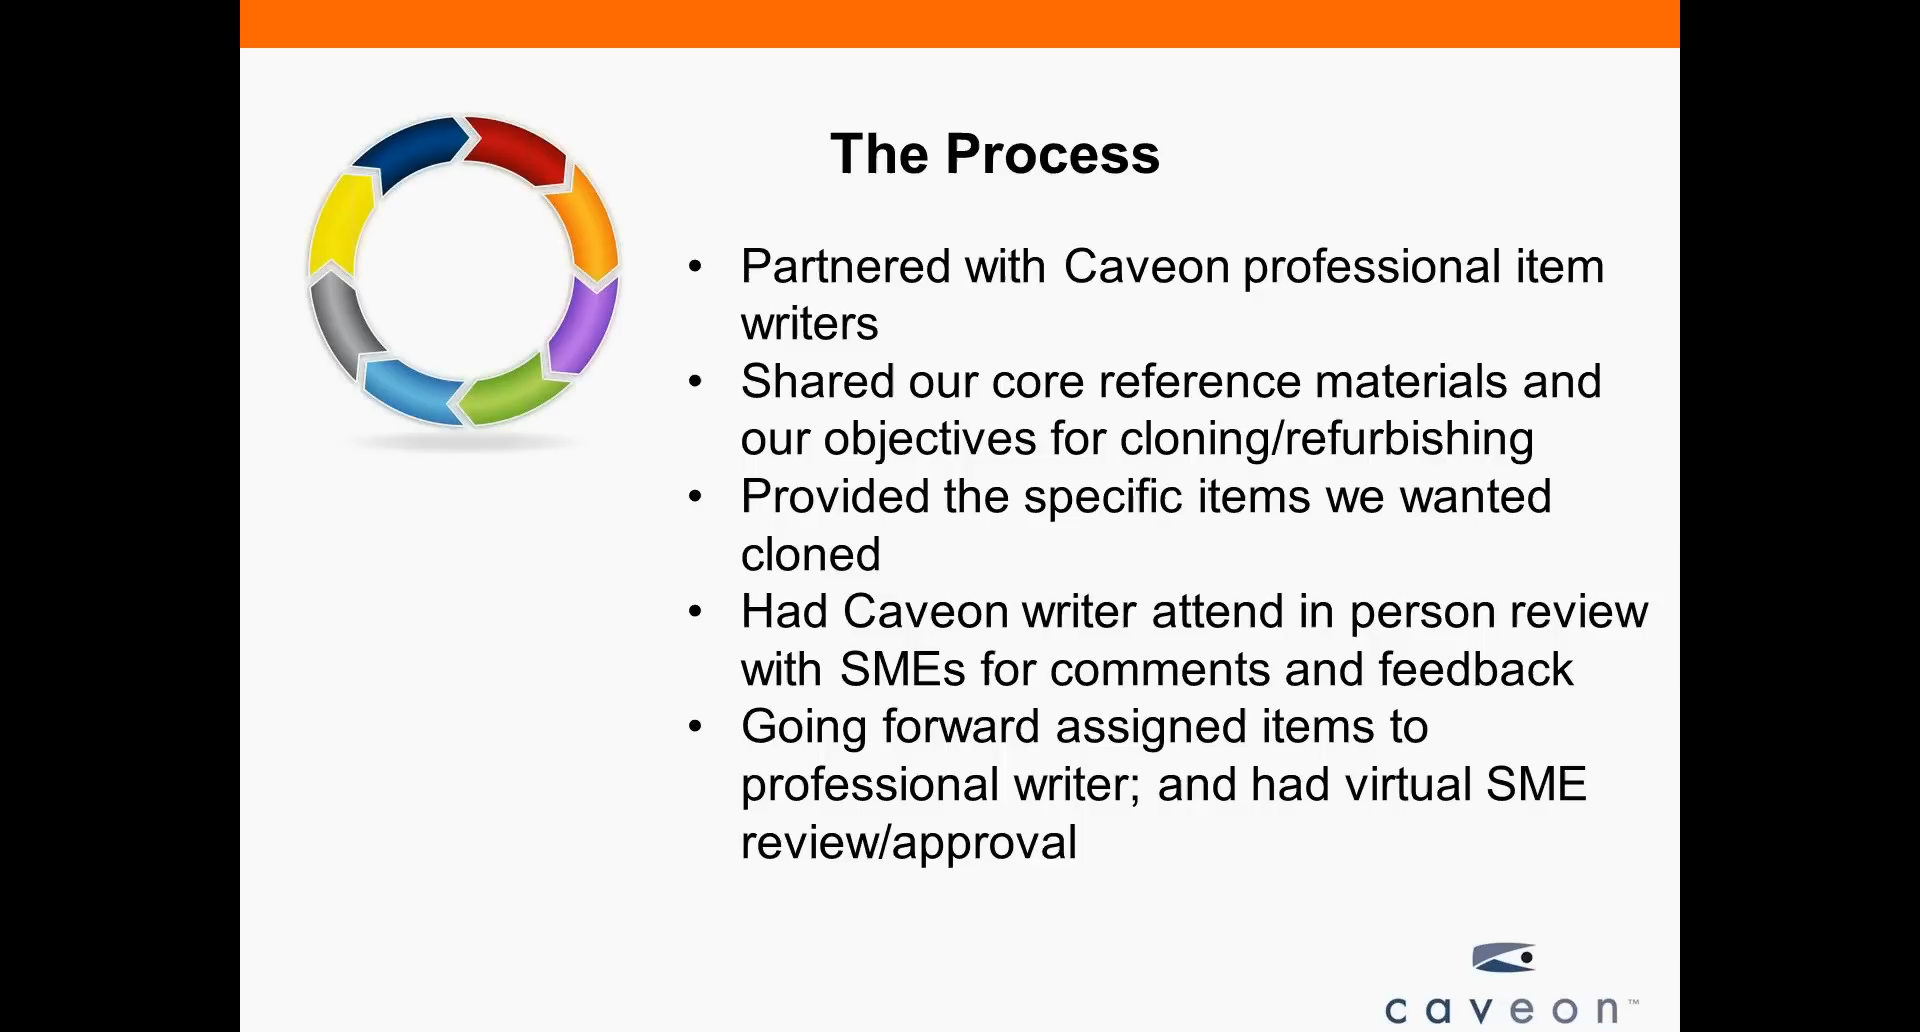 The Process
• Partnered with Caveon professional item
writers
• Shared our core reference materials and
our objectives for cloning/refurbishing
• Provided the specific items we wanted
cloned
• Had Caveon writer attend in person review
with SMEs for comments and feedback
• Going forward assigned items to
professional writer; and had virtual SME
review/approval
caveon™